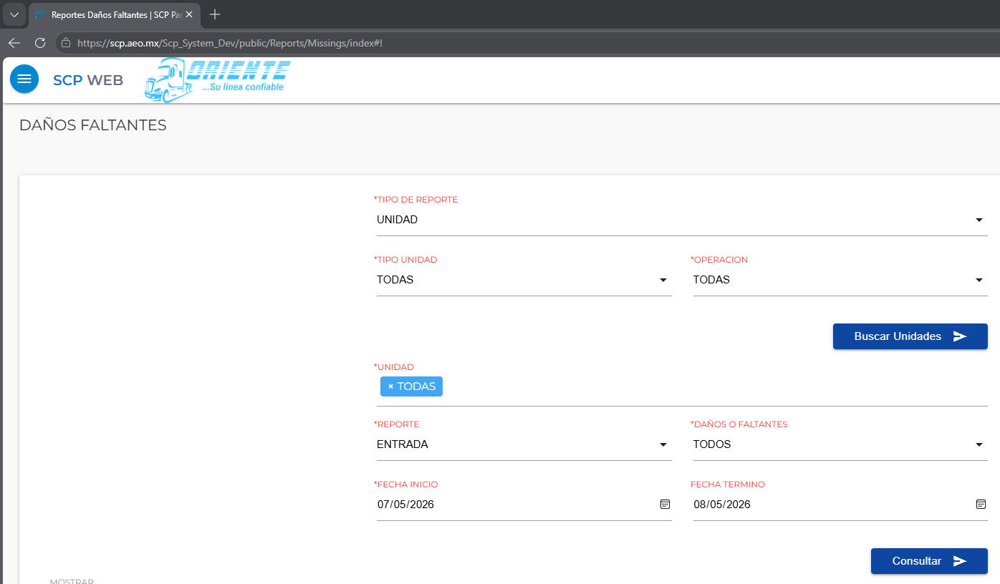 Reportes Daños Faltantes | SCP Par
https://scp.aeo.mx/Scp_System_Dev/public/Reports/Missings/index#!
SCP WEB
ORIENTE
...Su línea confiable
DAÑOS FALTANTES
*TIPO DE REPORTE
UNIDAD
*TIPO UNIDAD
*OPERACION
TODAS
TODAS
Buscar Unidades
*UNIDAD
× TODAS
*REPORTE
*DAÑOS O FALTANTES
ENTRADA
TODOS
*FECHA INICIO
FECHA TERMINO
07/05/2026
08/05/2026
Consultar
MOSTRAR